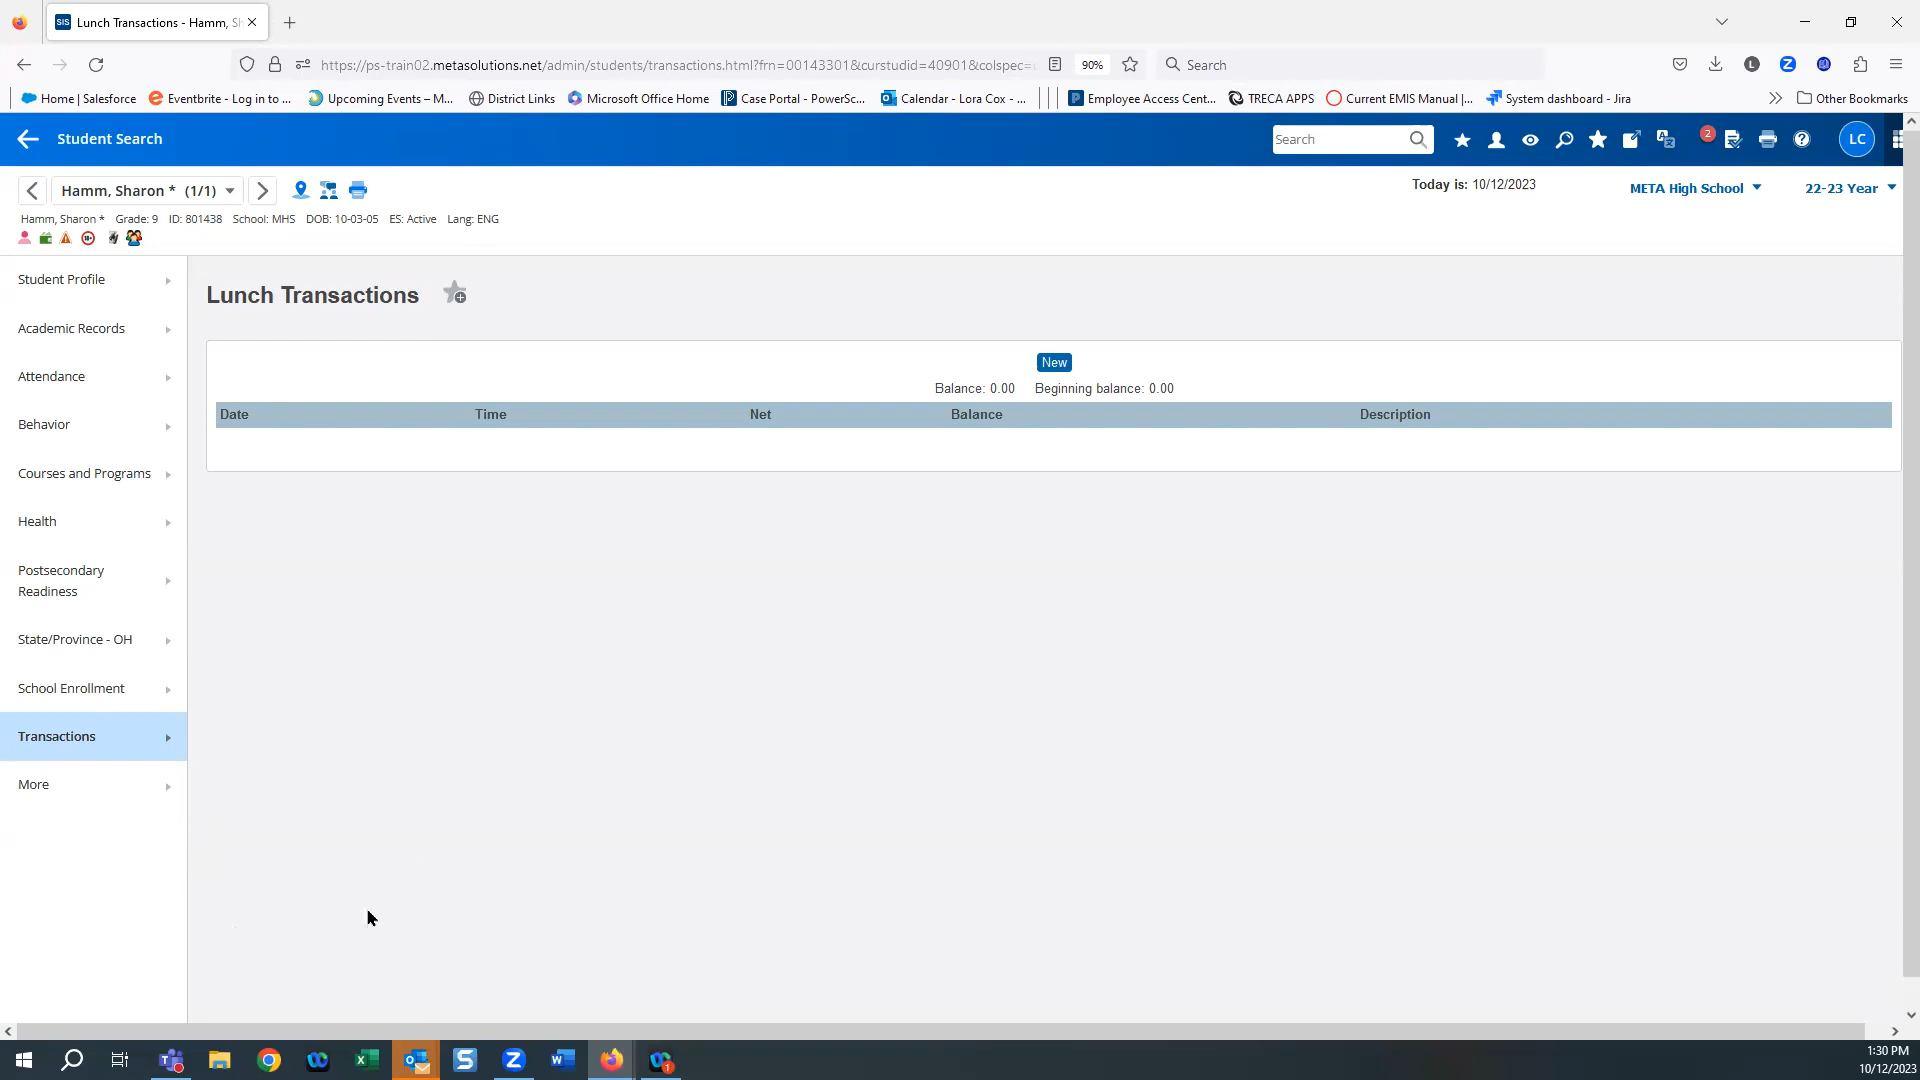 SIS Lunch Transactions - Hamm, Sh
https://ps-train02.metasolutions.net/admin/students/transactions.html?frn=00143301&curstudid=40901&colspec=
90%
Search
Home | Salesforce Eventbrite - Log in to ... Upcoming Events – M... District Links Microsoft Office Home Case Portal - PowerSc... Calendar - Lora Cox - ... Employee Access Cent... TRECA APPS Current EMIS Manual |... System dashboard - Jira Other Bookmarks
Student Search
Search
2
LC
Hamm, Sharon * (1/1)
Today is: 10/12/2023
META High School
22-23 Year
Hamm, Sharon * Grade: 9 ID: 801438 School: MHS DOB: 10-03-05 ES: Active Lang: ENG
Student Profile
Academic Records
Attendance
Behavior
Courses and Programs
Health
Postsecondary
Readiness
State/Province - OH
School Enrollment
Transactions
More
Lunch Transactions
New
Balance: 0.00 Beginning balance: 0.00
Date Time Net Balance Description
1:30 PM
10/12/2023